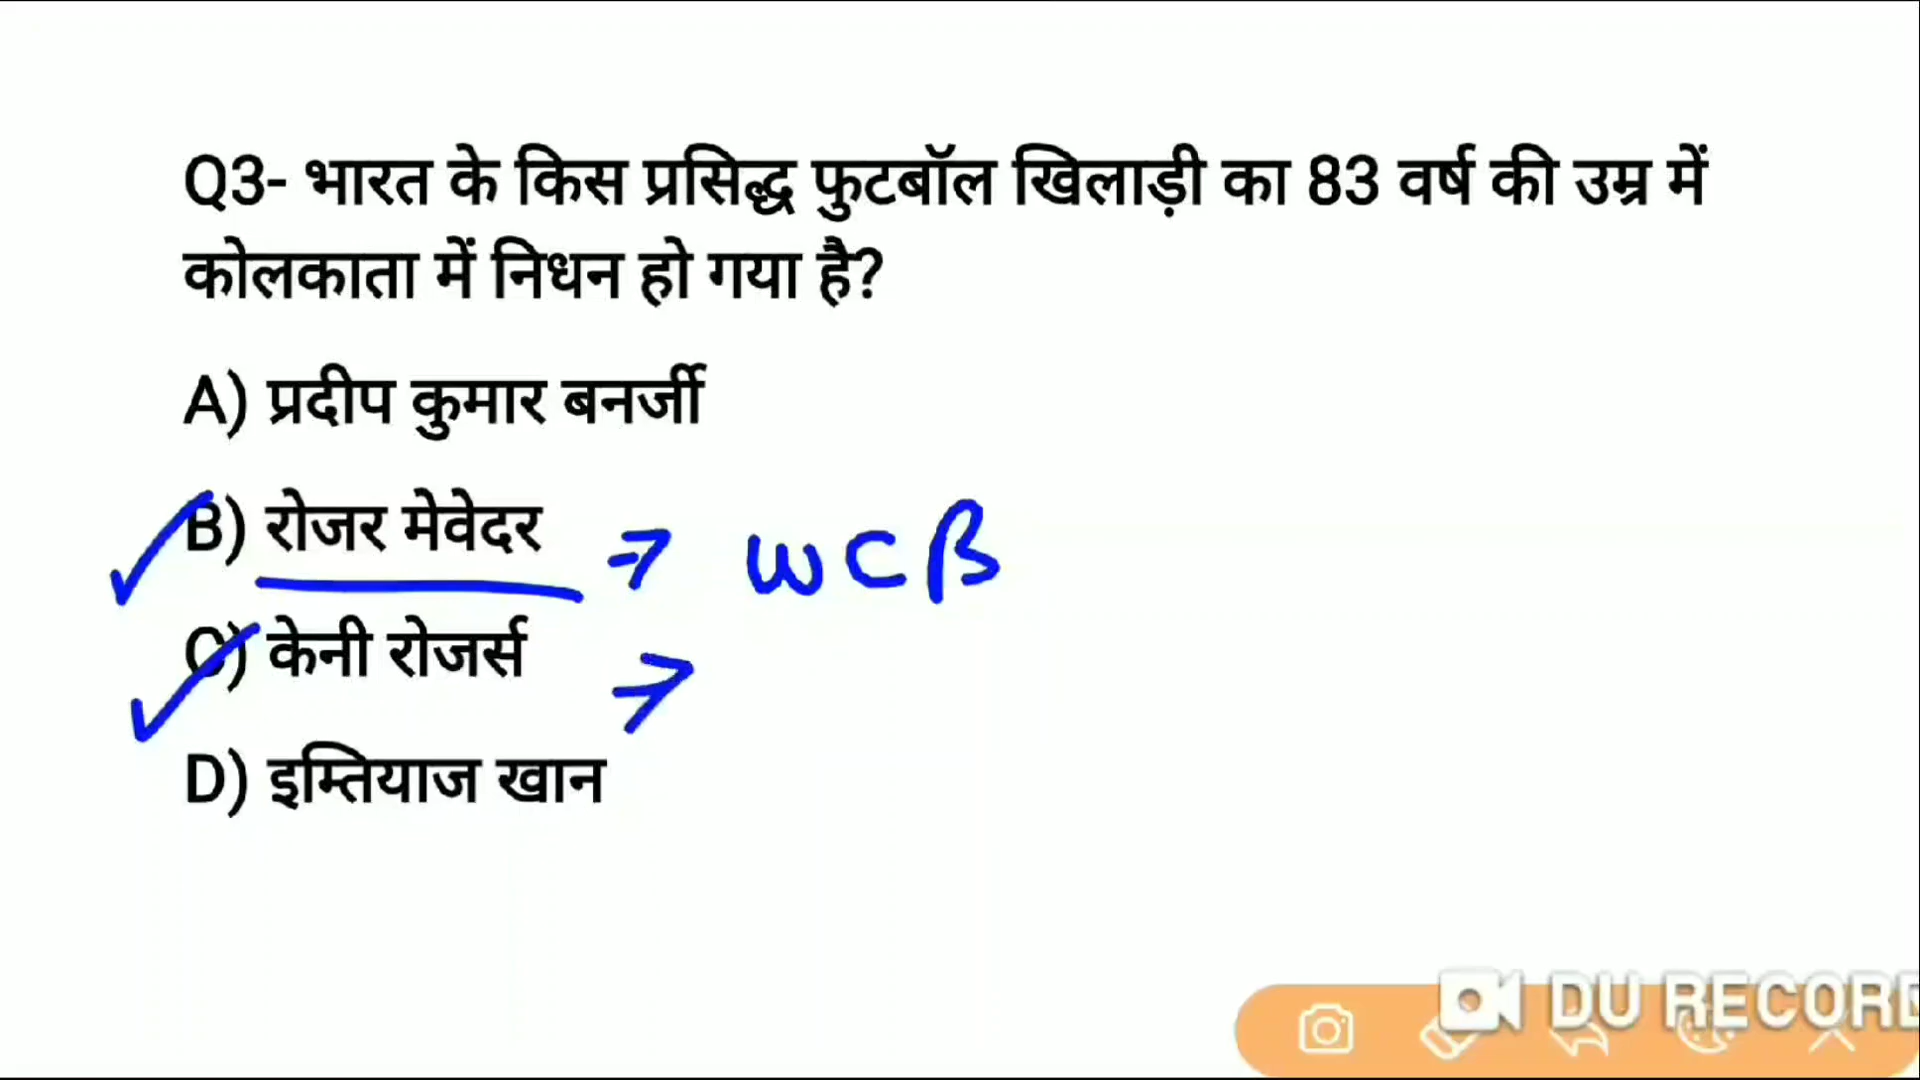 Q3- भारत के किस प्रसिद्ध फुटबॉल खिलाड़ी का 83 वर्ष की उम्र में
कोलकाता में निधन हो गया है?
A) प्रदीप कुमार बनर्जी
B) रोजर मेवेदर → WCB
C) केनी रोजर्स →
D) इम्तियाज खान
DU RECORD